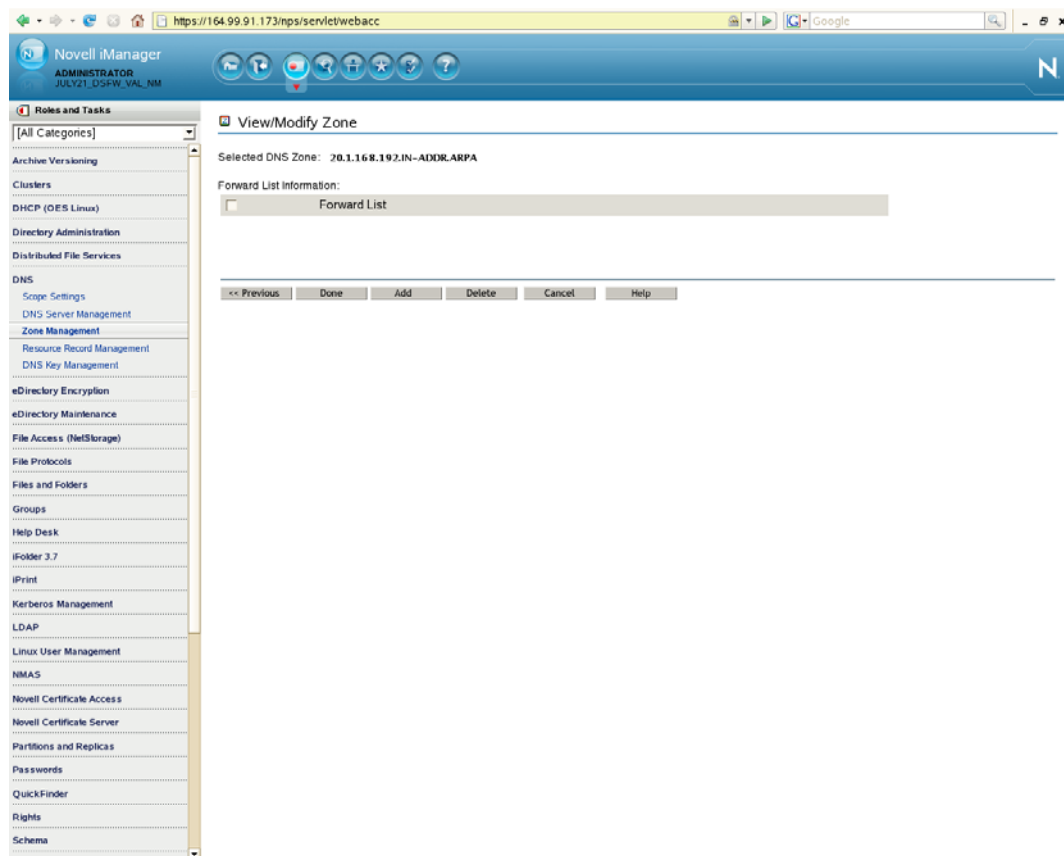 https://164.99.91.173/nps/servlet/webacc
Google
Novell iManager
ADMINISTRATOR
JULY21_DSFW_VAL_NM
N
Roles and Tasks
[All Categories]
Archive Versioning
Clusters
DHCP (OES Linux)
Directory Administration
Distributed File Services
DNS
Scope Settings
DNS Server Management
Zone Management
Resource Record Management
DNS Key Management
eDirectory Encryption
eDirectory Maintenance
File Access (NetStorage)
File Protocols
Files and Folders
Groups
Help Desk
iFolder 3.7
iPrint
Kerberos Management
LDAP
Linux User Management
NMAS
Novell Certificate Access
Novell Certificate Server
Partitions and Replicas
Passwords
QuickFinder
Rights
Schema
View/Modify Zone
Selected DNS Zone: 20.1.168.192.IN-ADDR.ARPA
Forward List Information:
Forward List
<< Previous
Done
Add
Delete
Cancel
Help